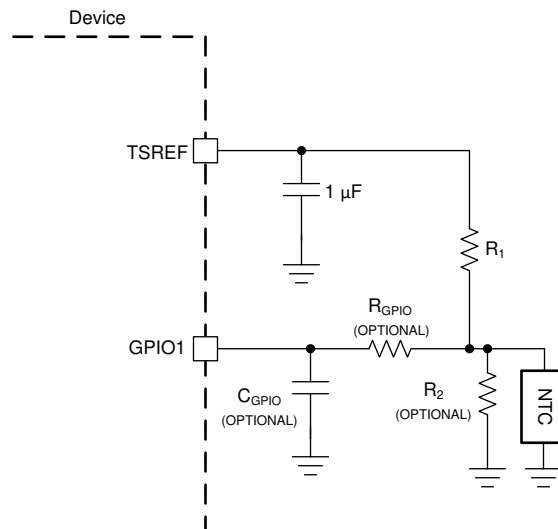 Device
TSREF
1 µF
R1
RGPIO
(OPTIONAL)
GPIO1
CGPIO
(OPTIONAL)
R2
(OPTIONAL)
NTC